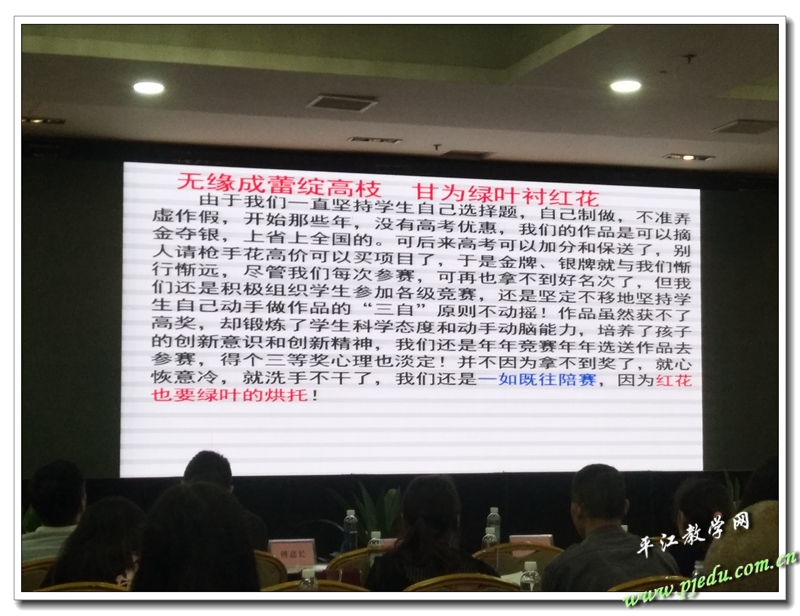 www.pjedu.com.cn
无缘成蕾绽高枝　甘为绿叶衬红花
由于我们一直坚持学生自己选择题，自己制做，不准弄
虚作假，开始那些年，没有高考优惠，我们的作品是可以摘
金夺银，上省上全国的。可后来高考可以加分和保送了，别
人请枪手花高价可以买项目了，于是金牌、银牌就与我们惭
行惭远，尽管我们每次参赛，可再也拿不到好名次了，但我
们还是积极组织学生参加各级竞赛，还是坚定不移地坚持学
生自己动手做作品的“三自”原则不动摇！作品虽然获不了
高奖，却锻炼了学生科学态度和动手动脑能力，培养了孩子
的创新意识和创新精神，我们还是年年竞赛年年选送作品去
参赛，得个三等奖心理也淡定！并不因为拿不到奖了，就心
恢意冷，就洗手不干了，我们还是一如既往陪赛，因为红花
也要绿叶的烘托！
平江教学网
www.pjedu.com.cn